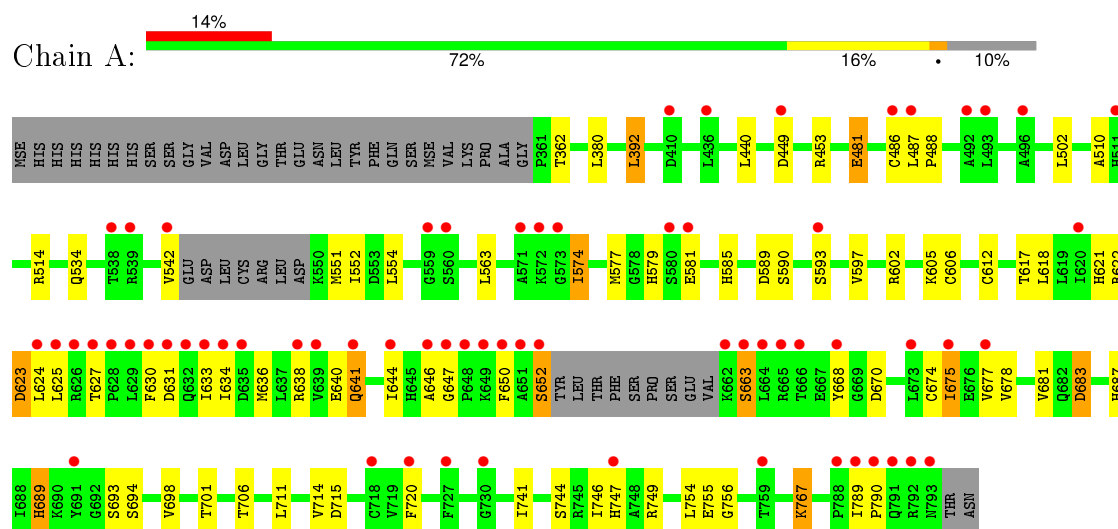 14%
Chain A:
72% 16% • 10%
MSE HIS HIS HIS HIS HIS HIS SER SER GLY VAL ASP LEU GLY THR GLU ASN LEU TYR PHE GLN SER MSE VAL LYS PRO ALA GLY P361 T362 L380 L392 D410 L436 L440 D449 R453 E481 C486 L487 P488 A492 L493 A496 L502 A510 H511
R514 Q534 T538 R539 V542 GLU ASP LEU CYS ARG LEU ASP K550 M551 I552 D553 L554 G559 S560 L563 A571 K572 G573 I574 M577 G578 H579 S580 E581 H585 D589 S590 S593 V597 R602 K605 C606 C612 T617 L618 L619 I620 H621 R622
D623 L624 L625 R626 T627 P628 L629 F630 D631 Q632 I633 I634 D635 M636 L637 R638 V639 E640 Q641 I644 H645 A646 G647 P648 K649 F650 A651 S652 TYR LEU THR PHE SER PRO SER GLU VAL K662 S663 L664 R665 T666 E667 Y668 G669 D670 L673 C674 I675 E676 V677 V678 V681 Q682 D683 H687
I688 H689 K690 Y691 G692 S693 S694 V698 T701 T706 L711 V714 D715 G718 V719 F720 F727 G730 I741 S744 R745 I746 H747 A748 R749 L754 E755 G756 T759 K767 P788 I789 P790 Q791 R792 N793 THR ASN